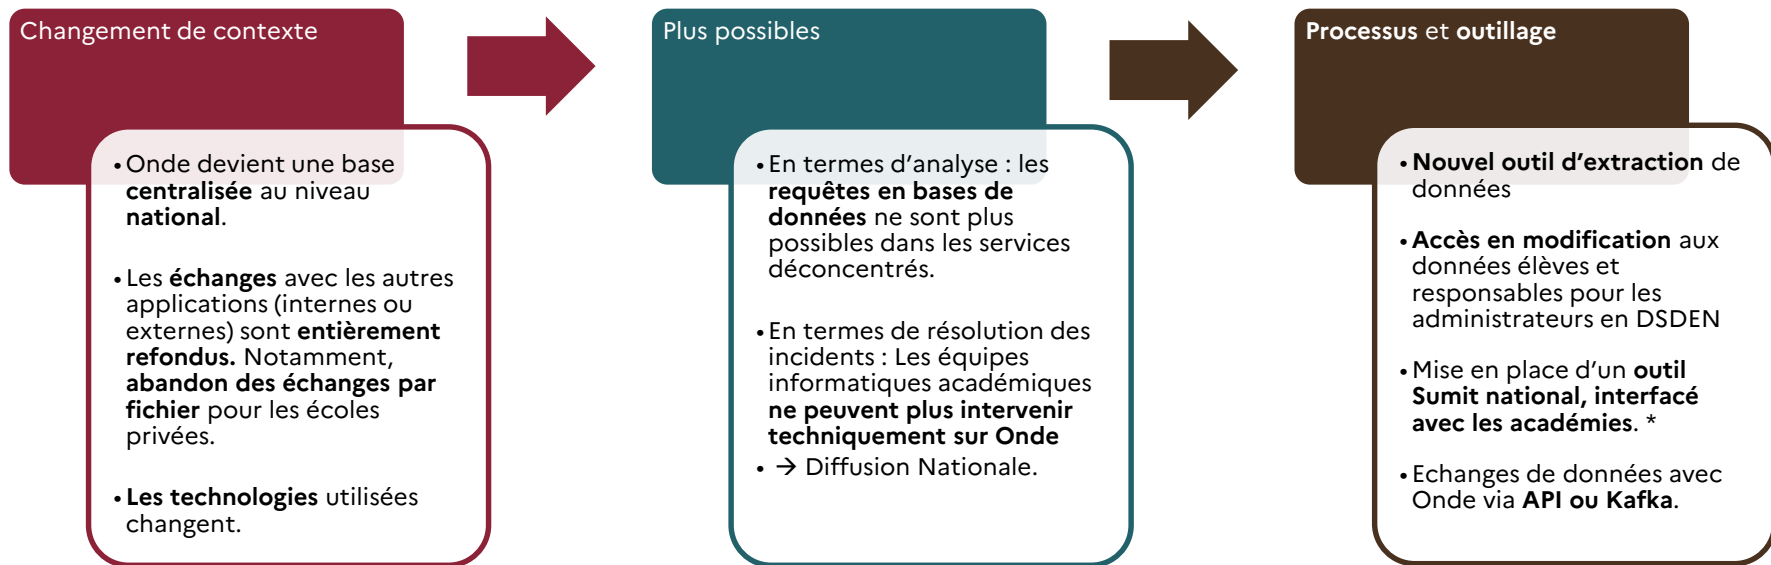 Changement de contexte
• Onde devient une base
centralisée au niveau
national.
• Les échanges avec les autres
applications (internes ou
externes) sont entièrement
refondus. Notamment,
abandon des échanges par
fichier pour les écoles
privées.
• Les technologies utilisées
changent.
Plus possibles
• En termes d’analyse : les
requêtes en bases de
données ne sont plus
possibles dans les services
déconcentrés.
• En termes de résolution des
incidents : Les équipes
informatiques académiques
ne peuvent plus intervenir
techniquement sur Onde
• → Diffusion Nationale.
Processus et outillage
• Nouvel outil d’extraction de
données
• Accès en modification aux
données élèves et
responsables pour les
administrateurs en DSDEN
• Mise en place d’un outil
Sumit national, interfacé
avec les académies. *
• Echanges de données avec
Onde via API ou Kafka.